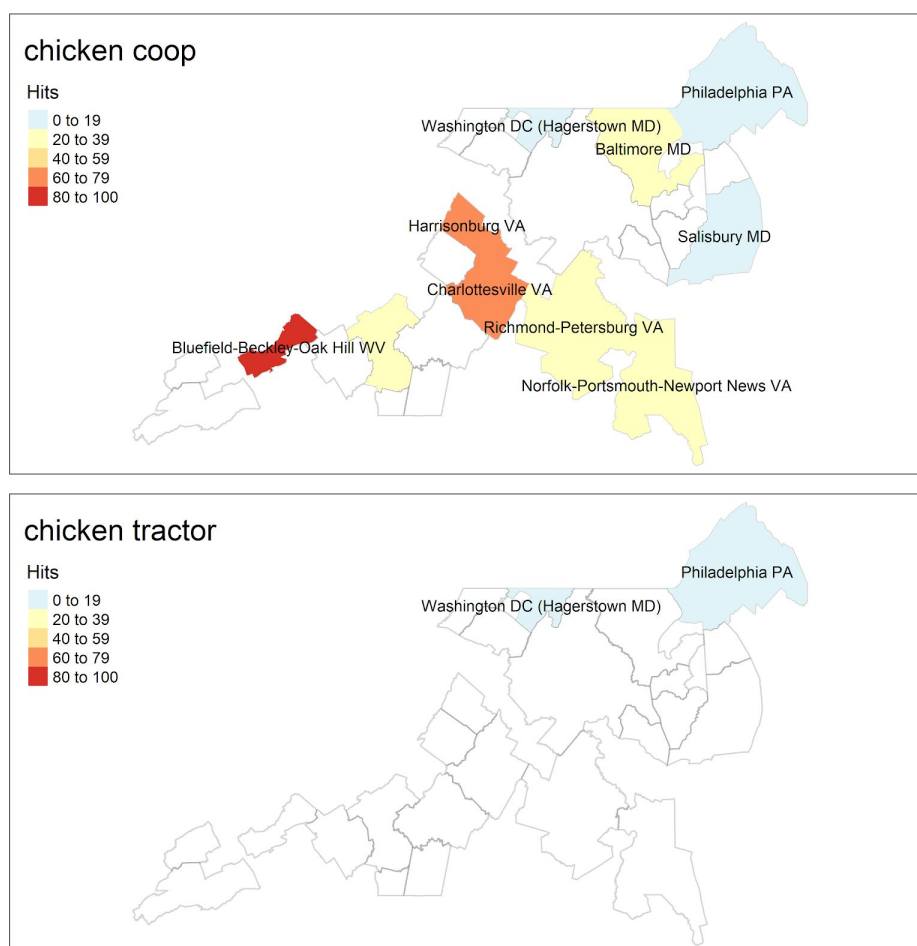 chicken coop
Hits
0 to 19
20 to 39
40 to 59
60 to 79
80 to 100
Philadelphia PA
Washington DC (Hagerstown MD)
Baltimore MD
Harrisonburg VA
Salisbury MD
Charlottesville VA
Richmond-Petersburg VA
Bluefield-Beckley-Oak Hill WV
Norfolk-Portsmouth-Newport News VA
chicken tractor
Hits
0 to 19
20 to 39
40 to 59
60 to 79
80 to 100
Philadelphia PA
Washington DC (Hagerstown MD)